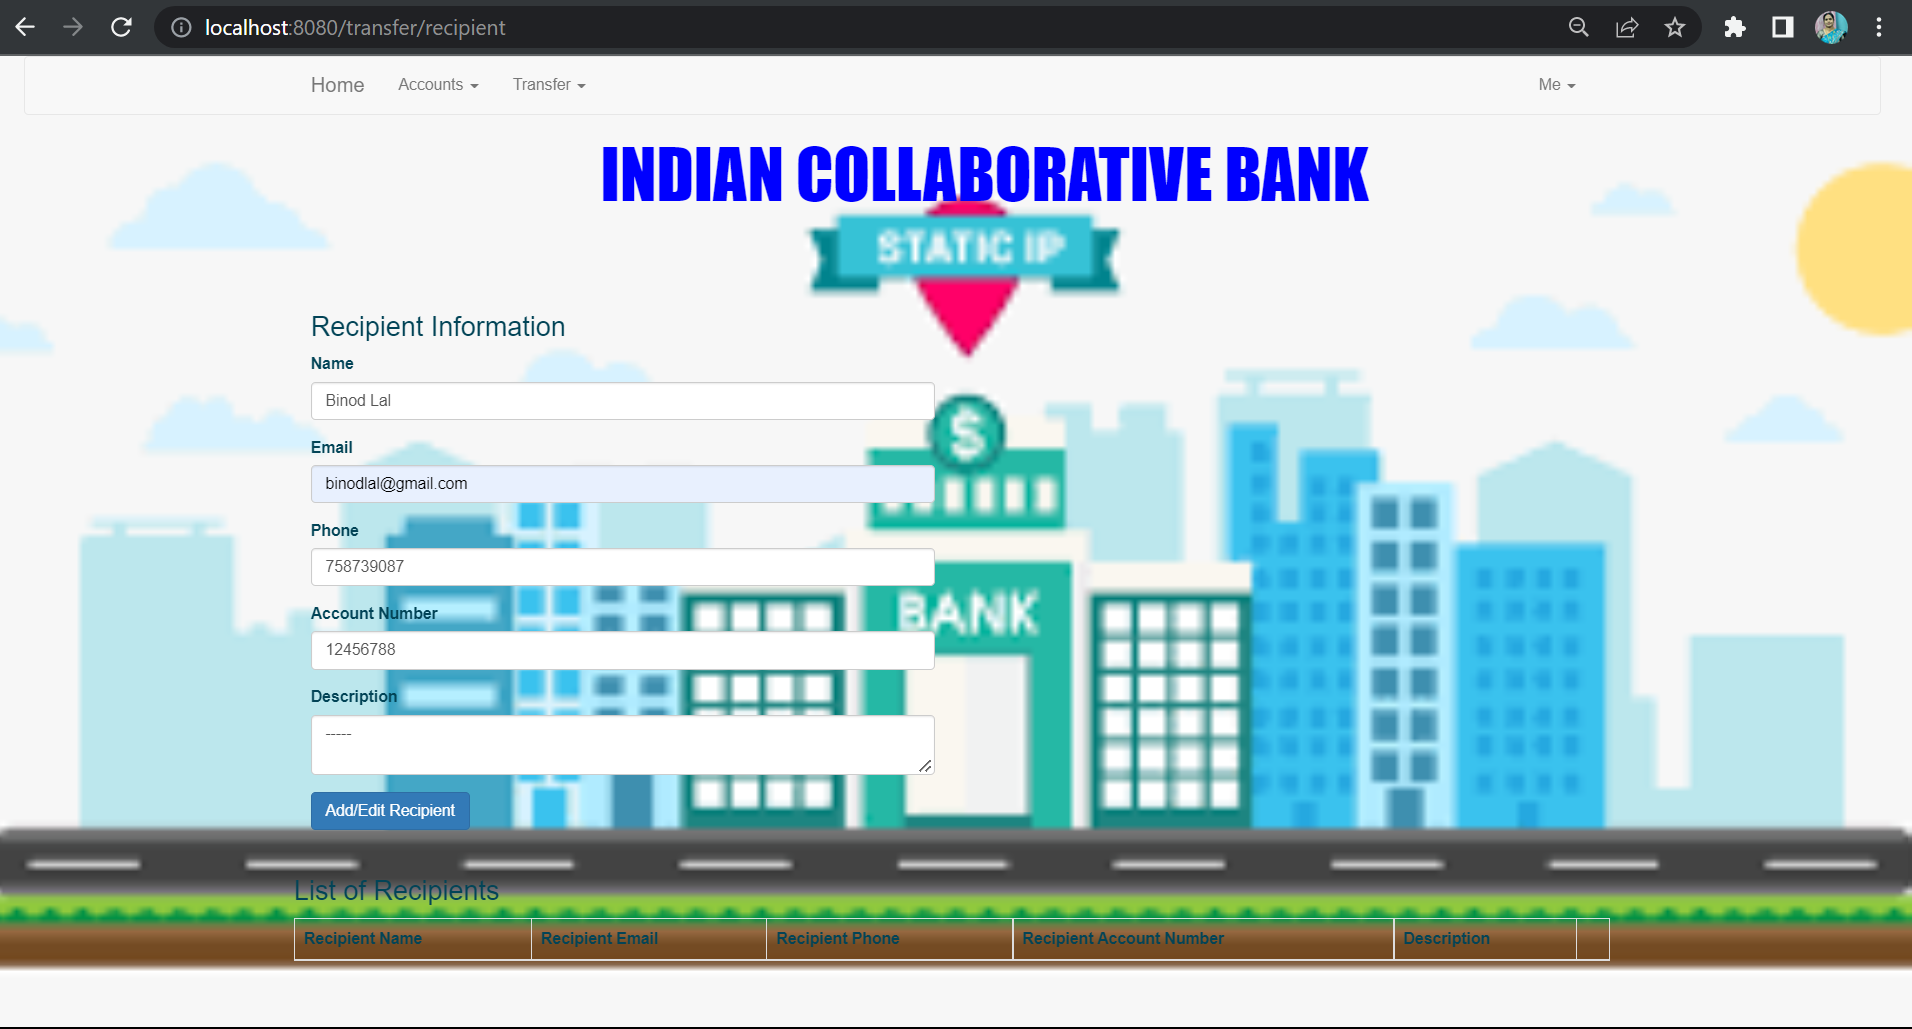 localhost:8080/transfer/recipient
Home Accounts Transfer Me
INDIAN COLLABORATIVE BANK
STATIC IP
Recipient Information
Name
Binod Lal
Email
binodlal@gmail.com
$
Phone
758739087
Account Number
BANK
12456788
Description
-----
Add/Edit Recipient
List of Recipients
Recipient Name Recipient Email Recipient Phone Recipient Account Number Description